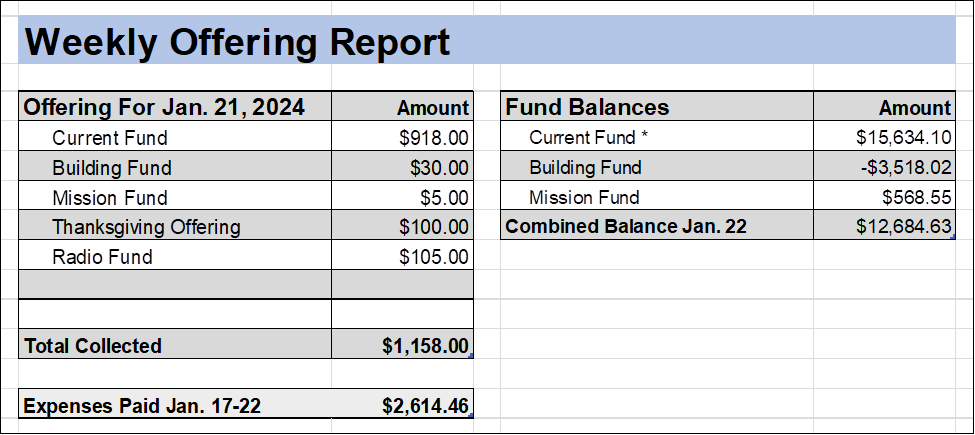 Weekly Offering Report
Offering For Jan. 21, 2024 Amount
Current Fund $918.00
Building Fund $30.00
Mission Fund $5.00
Thanksgiving Offering $100.00
Radio Fund $105.00
Total Collected $1,158.00
Expenses Paid Jan. 17-22 $2,614.46
Fund Balances Amount
Current Fund * $15,634.10
Building Fund -$3,518.02
Mission Fund $568.55
Combined Balance Jan. 22 $12,684.63